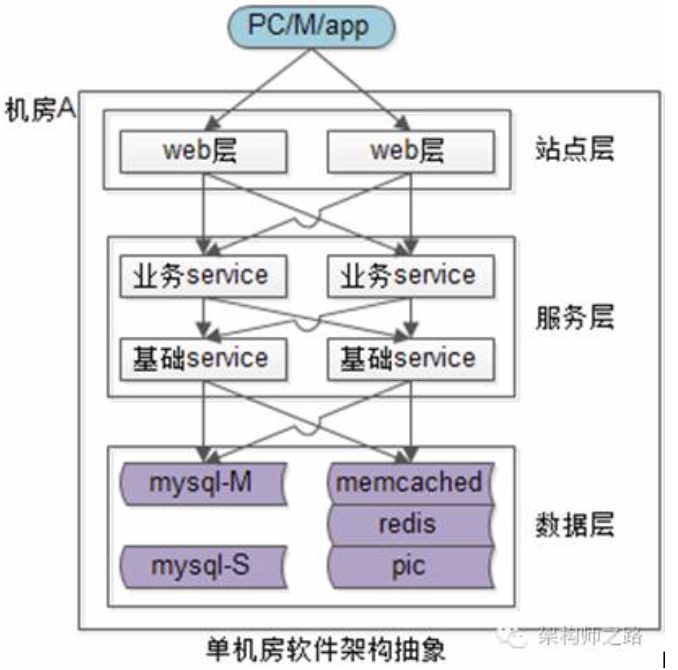 PC/M/app
机房A
web层 web层 站点层
业务service 业务service
服务层
基础service 基础service
mysql-M memcached
redis 数据层
mysql-S pic
架构师之路
单机房软件架构抽象